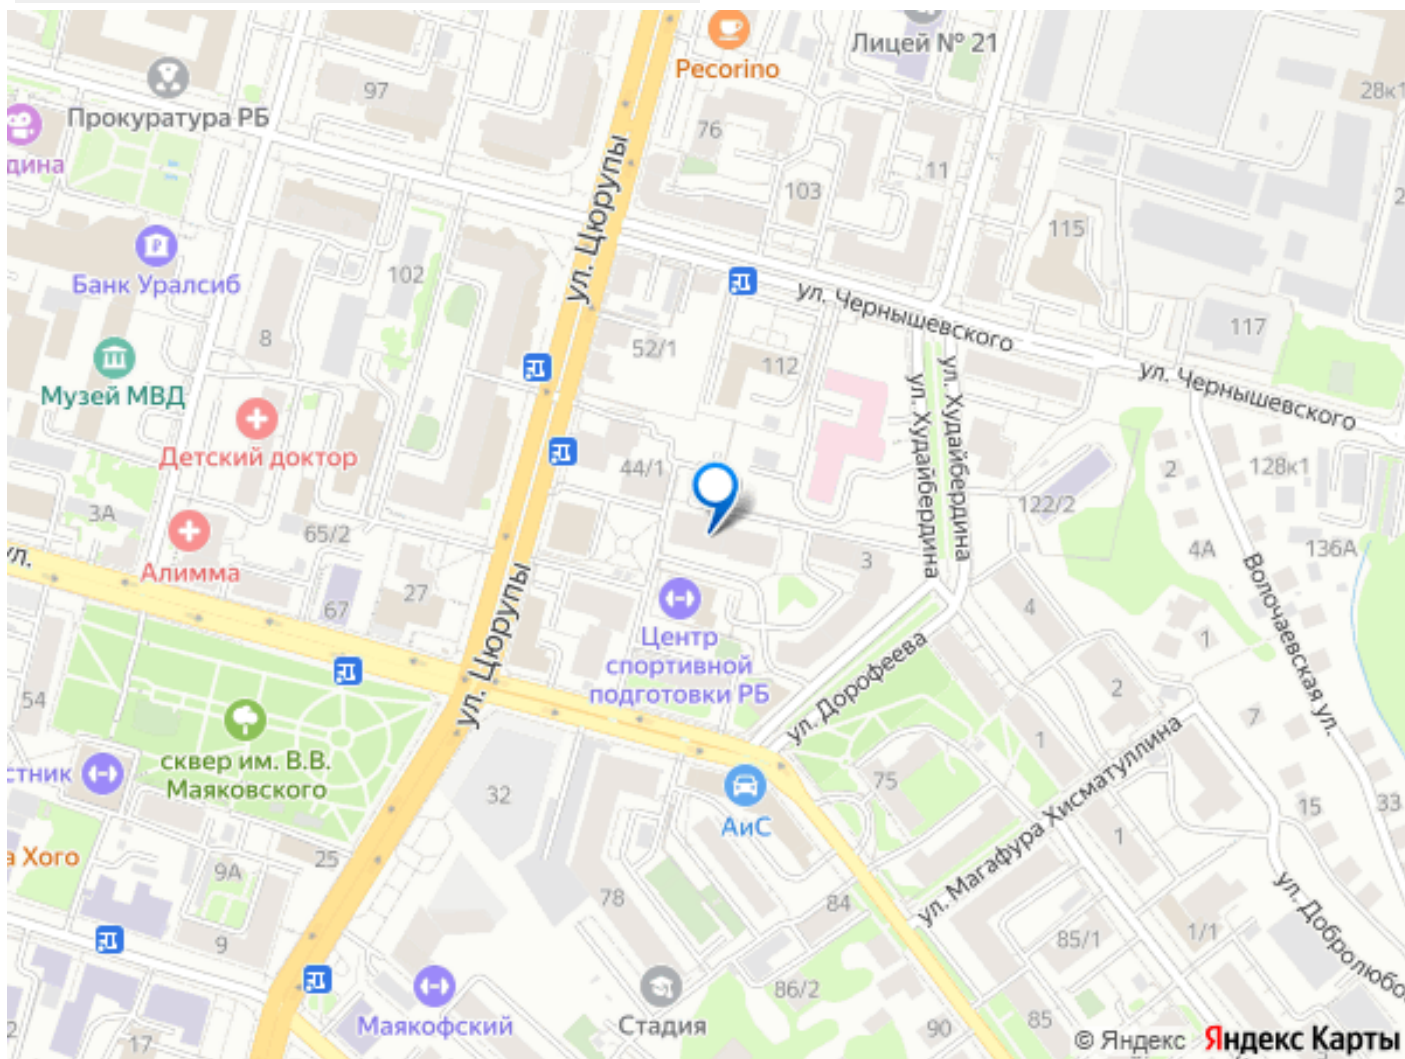 Pecorino
Лицей № 21
28к1
97
Прокуратура РБ
76
11
дина
103
2
ул. Цюрупы
115
Банк Уралсиб
102
ул. Чернышевского
117
8
52/1
112
ул. Чернышевского
Музей МВД
ул. Худайбердина
ул. Худайбердина
Детский доктор
44/1
2
128к1
122/2
3А
65/2
4А
136А
ул.
Алимма
3
67
27
ул. Цюрупы
Центр
спортивной
подготовки РБ
4
1
Волочаевская ул.
54
ул. Дорофеева
2
7
сквер им. В.В.
Маяковского
стник
1
75
32
АиС
ул. Магафура Хисматуллина
15
33
а Хого
25
9А
1
78
84
ул. Добролюбо
9
85/1
1/1
86/2
Маякофский
Стадия
90
85
2
17
© Яндекс Яндекс Карты